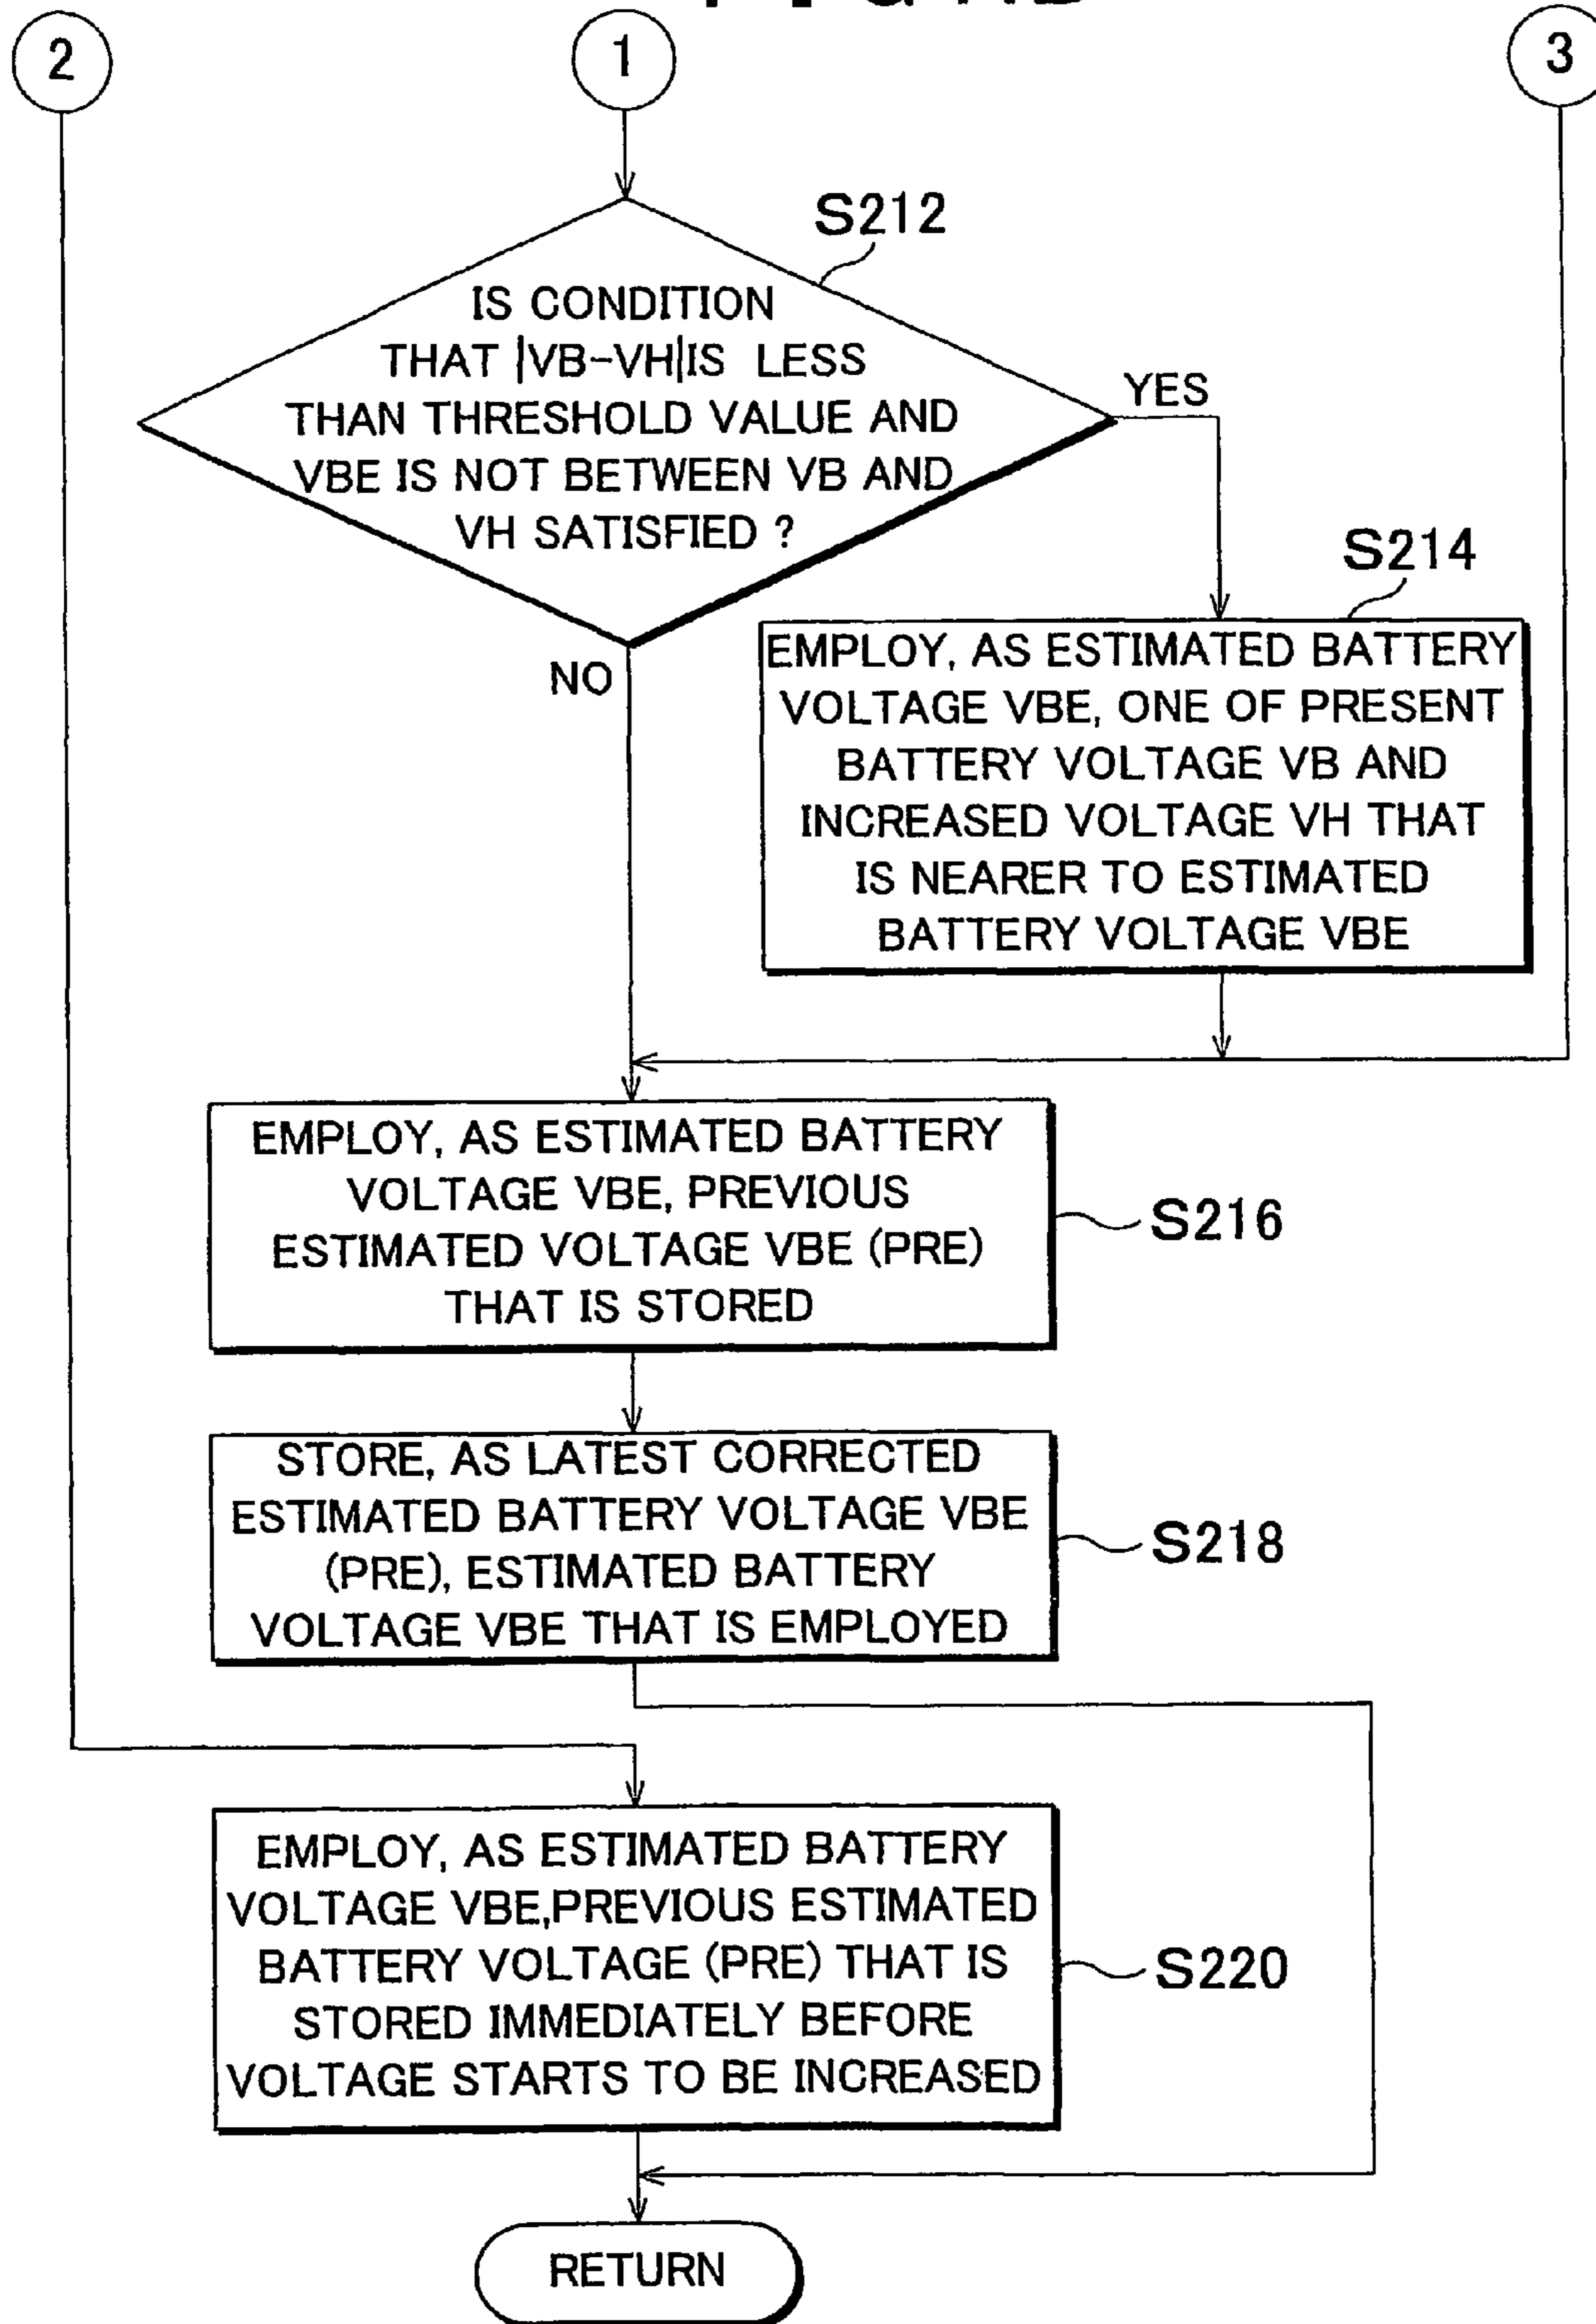 2
1
3
S212
IS CONDITION
THAT |VB-VH|IS LESS
THAN THRESHOLD VALUE AND
VBE IS NOT BETWEEN VB AND
VH SATISFIED ?
YES
NO
S214
EMPLOY, AS ESTIMATED BATTERY
VOLTAGE VBE, ONE OF PRESENT
BATTERY VOLTAGE VB AND
INCREASED VOLTAGE VH THAT
IS NEARER TO ESTIMATED
BATTERY VOLTAGE VBE
EMPLOY, AS ESTIMATED BATTERY
VOLTAGE VBE, PREVIOUS
ESTIMATED VOLTAGE VBE (PRE)
THAT IS STORED
S216
STORE, AS LATEST CORRECTED
ESTIMATED BATTERY VOLTAGE VBE
(PRE), ESTIMATED BATTERY
VOLTAGE VBE THAT IS EMPLOYED
S218
EMPLOY, AS ESTIMATED BATTERY
VOLTAGE VBE,PREVIOUS ESTIMATED
BATTERY VOLTAGE (PRE) THAT IS
STORED IMMEDIATELY BEFORE
VOLTAGE STARTS TO BE INCREASED
S220
RETURN